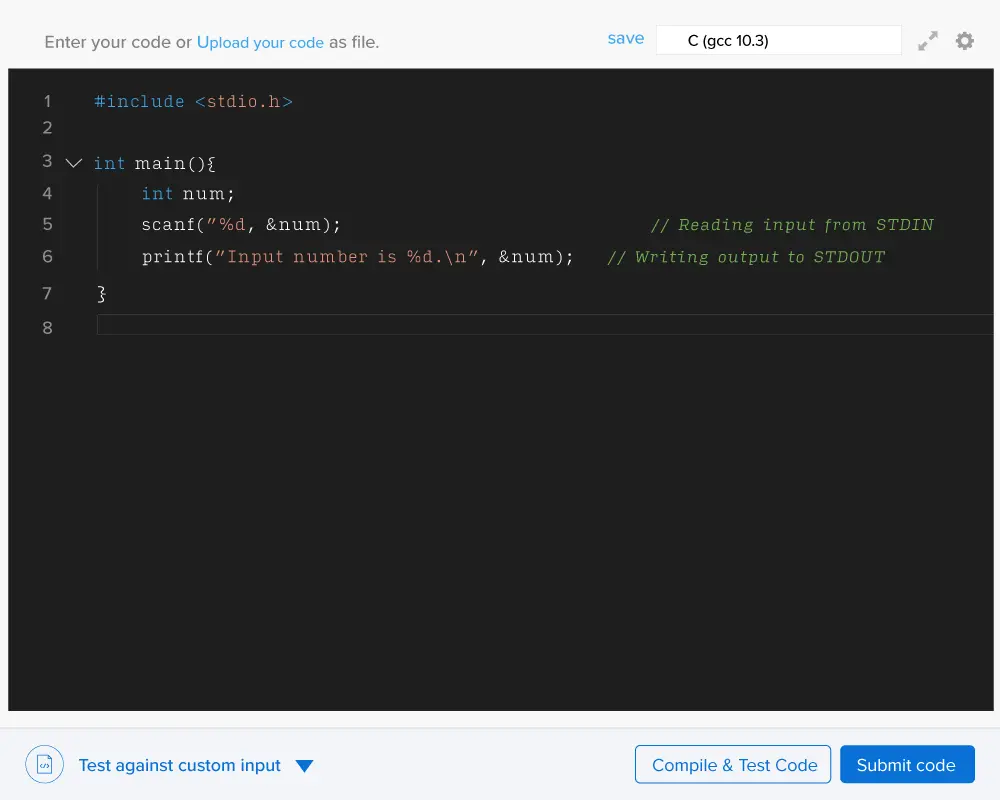 Enter your code or Upload your code as file.
save
C (gcc 10.3)
1 #include <stdio.h>
2
3 int main(){
4 int num;
5 scanf("%d, &num); // Reading input from STDIN
6 printf("Input number is %d.\n", &num); // Writing output to STDOUT
7 }
8
Test against custom input
Compile & Test Code
Submit code